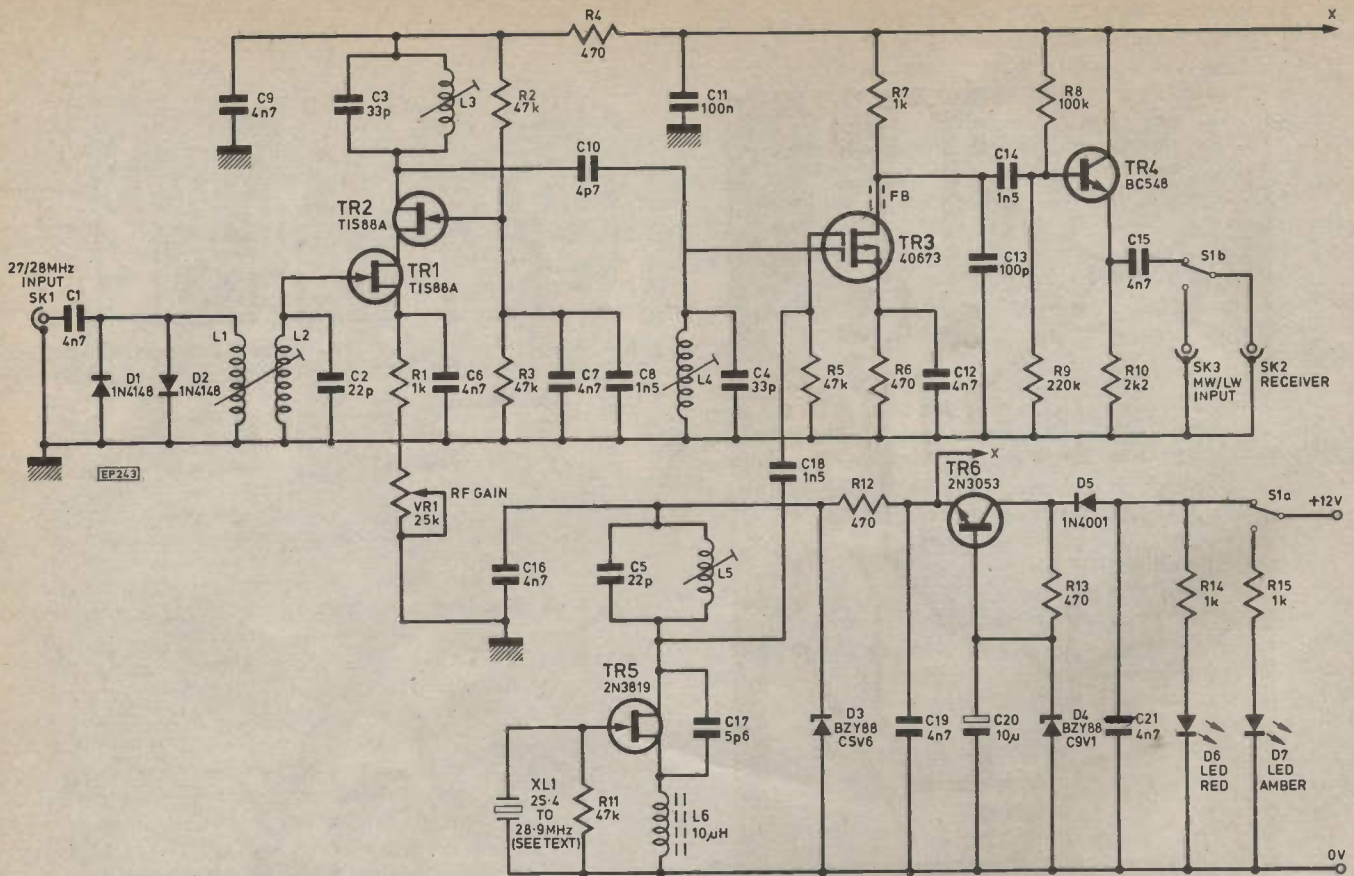 R4
470
X
C9
4n7
C3
33p
L3
R2
47k
C11
100n
R7
1k
R8
100k
C10
4p7
C14
1n5
TR4
BC548
FB
TR2
TIS88A
TR3
40673
TR1
TIS88A
C13
100p
C15
4n7
S1b
27/28MHz
INPUT
SK1
C1
4n7
L1
L2
D1
1N4148
D2
1N4148
C2
22p
R1
1k
C6
4n7
R3
47k
C7
4n7
C8
1n5
L4
C4
33p
R5
47k
R6
470
C12
4n7
R9
220k
R10
2k2
SK3
MW/LW
INPUT
SK2
RECEIVER
EP243
C18
1n5
X
VR1
25k
RF GAIN
R12
470
TR6
2N3053
D5
1N4001
S1a
+12V
C16
4n7
C5
22p
L5
R13
470
R14
1k
R15
1k
TR5
2N3819
C17
5p6
D3
BZY88
C5V6
C19
4n7
C20
10μ
D4
BZY88
C9V1
C21
4n7
D6
LED
RED
D7
LED
AMBER
XL1
25·4
TO
28·9MHz
(SEE TEXT)
R11
47k
L6
10μH
0V